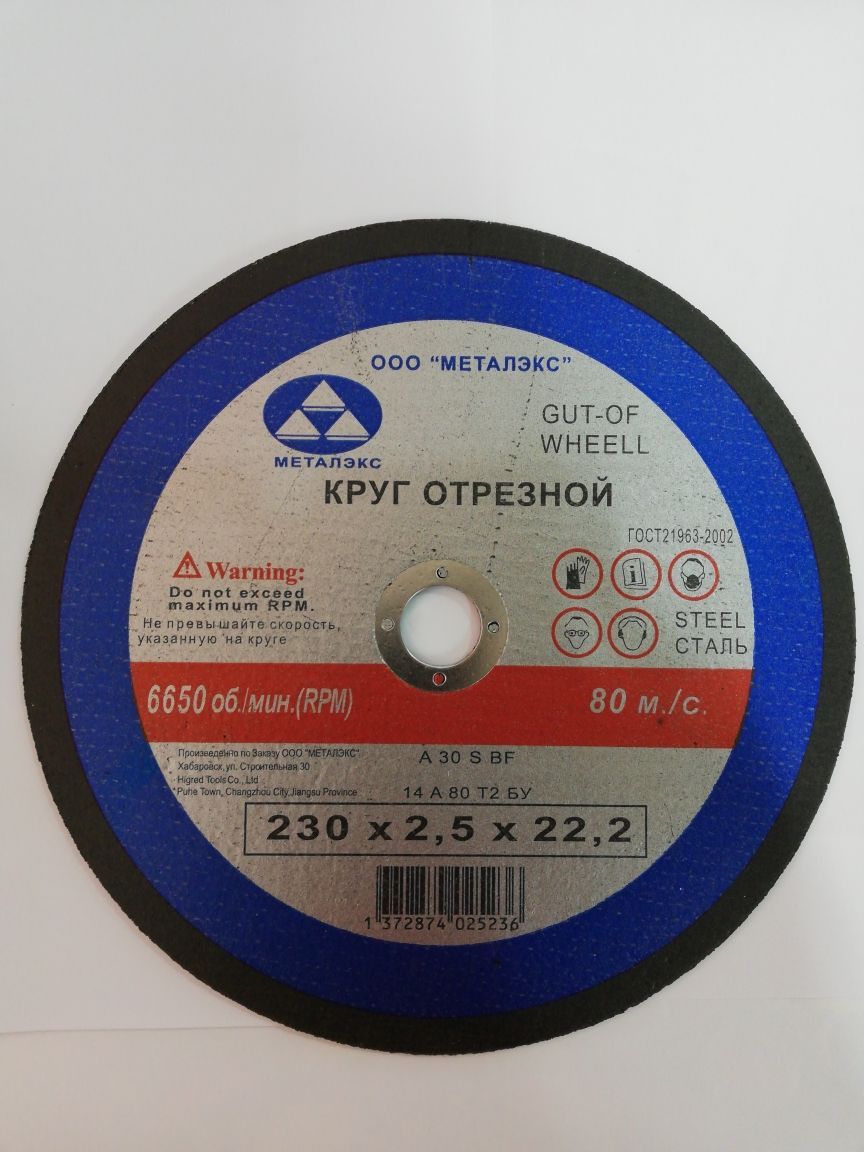 ООО "МЕТАЛЭКС"
МЕТАЛЭКС
GUT-OF
WHEELL
КРУГ ОТРЕЗНОЙ
ГОСТ21963-2002
Warning:
Do not exceed
maximum RPM.
Не превышайте скорость,
указанную на круге
STEEL
СТАЛЬ
6650 об./мин.(RPM)
80 м./с.
Произведенно по Заказу ООО "МЕТАЛЭКС"
Хабаровск, ул. Строительная 30
Higred Tools Co., Ltd
Puhe Town, Changzhou City,Jiangsu Province
A 30 S BF
14 А 80 Т2 БУ
230 x 2,5 x 22,2
1 372874 025236